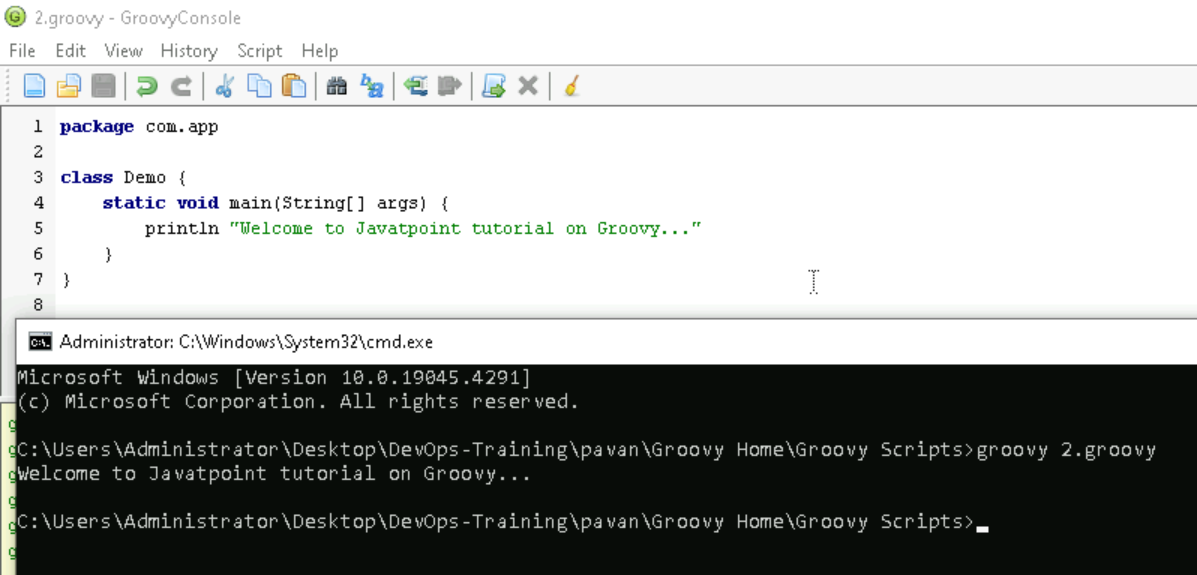 2.groovy - GroovyConsole
File Edit View History Script Help
1 package com.app
2
3 class Demo {
4     static void main(String[] args) {
5         println "Welcome to Javatpoint tutorial on Groovy..."
6     }
7 }
8
Administrator: C:\Windows\System32\cmd.exe
Microsoft Windows [Version 10.0.19045.4291]
(c) Microsoft Corporation. All rights reserved.
C:\Users\Administrator\Desktop\DevOps-Training\pavan\Groovy Home\Groovy Scripts>groovy 2.groovy
Welcome to Javatpoint tutorial on Groovy...
C:\Users\Administrator\Desktop\DevOps-Training\pavan\Groovy Home\Groovy Scripts>